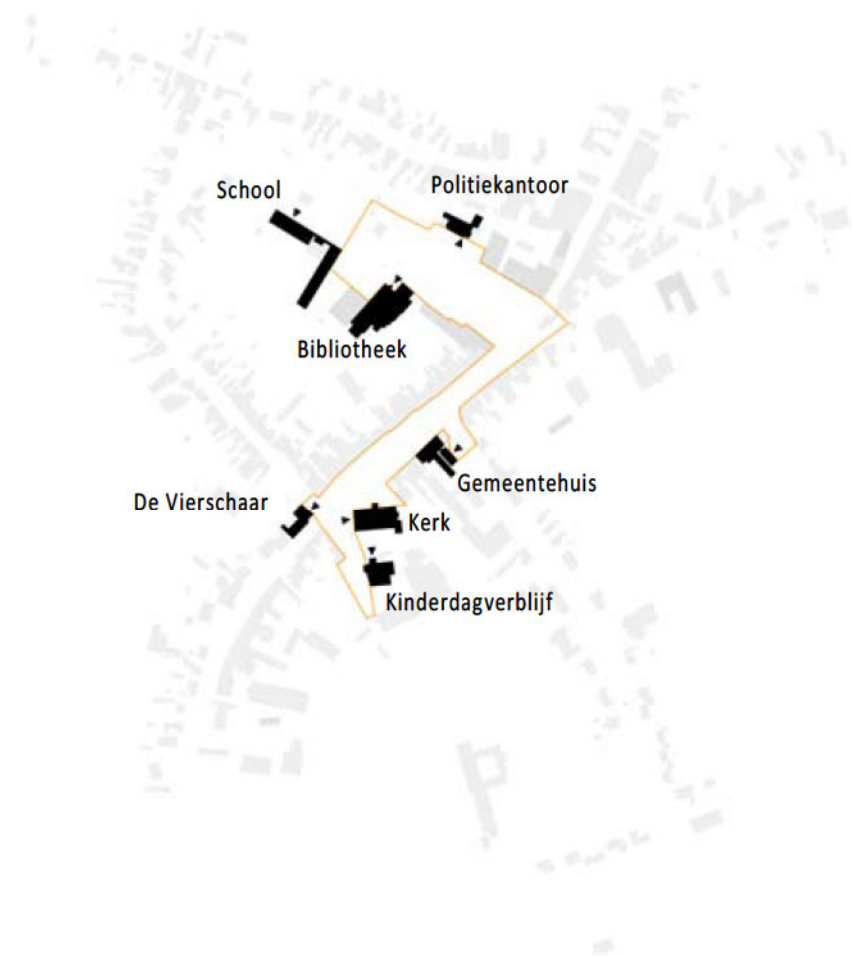 School
Politiekantoor
Bibliotheek
Gemeentehuis
De Vierschaar
Kerk
Kinderdagverblijf